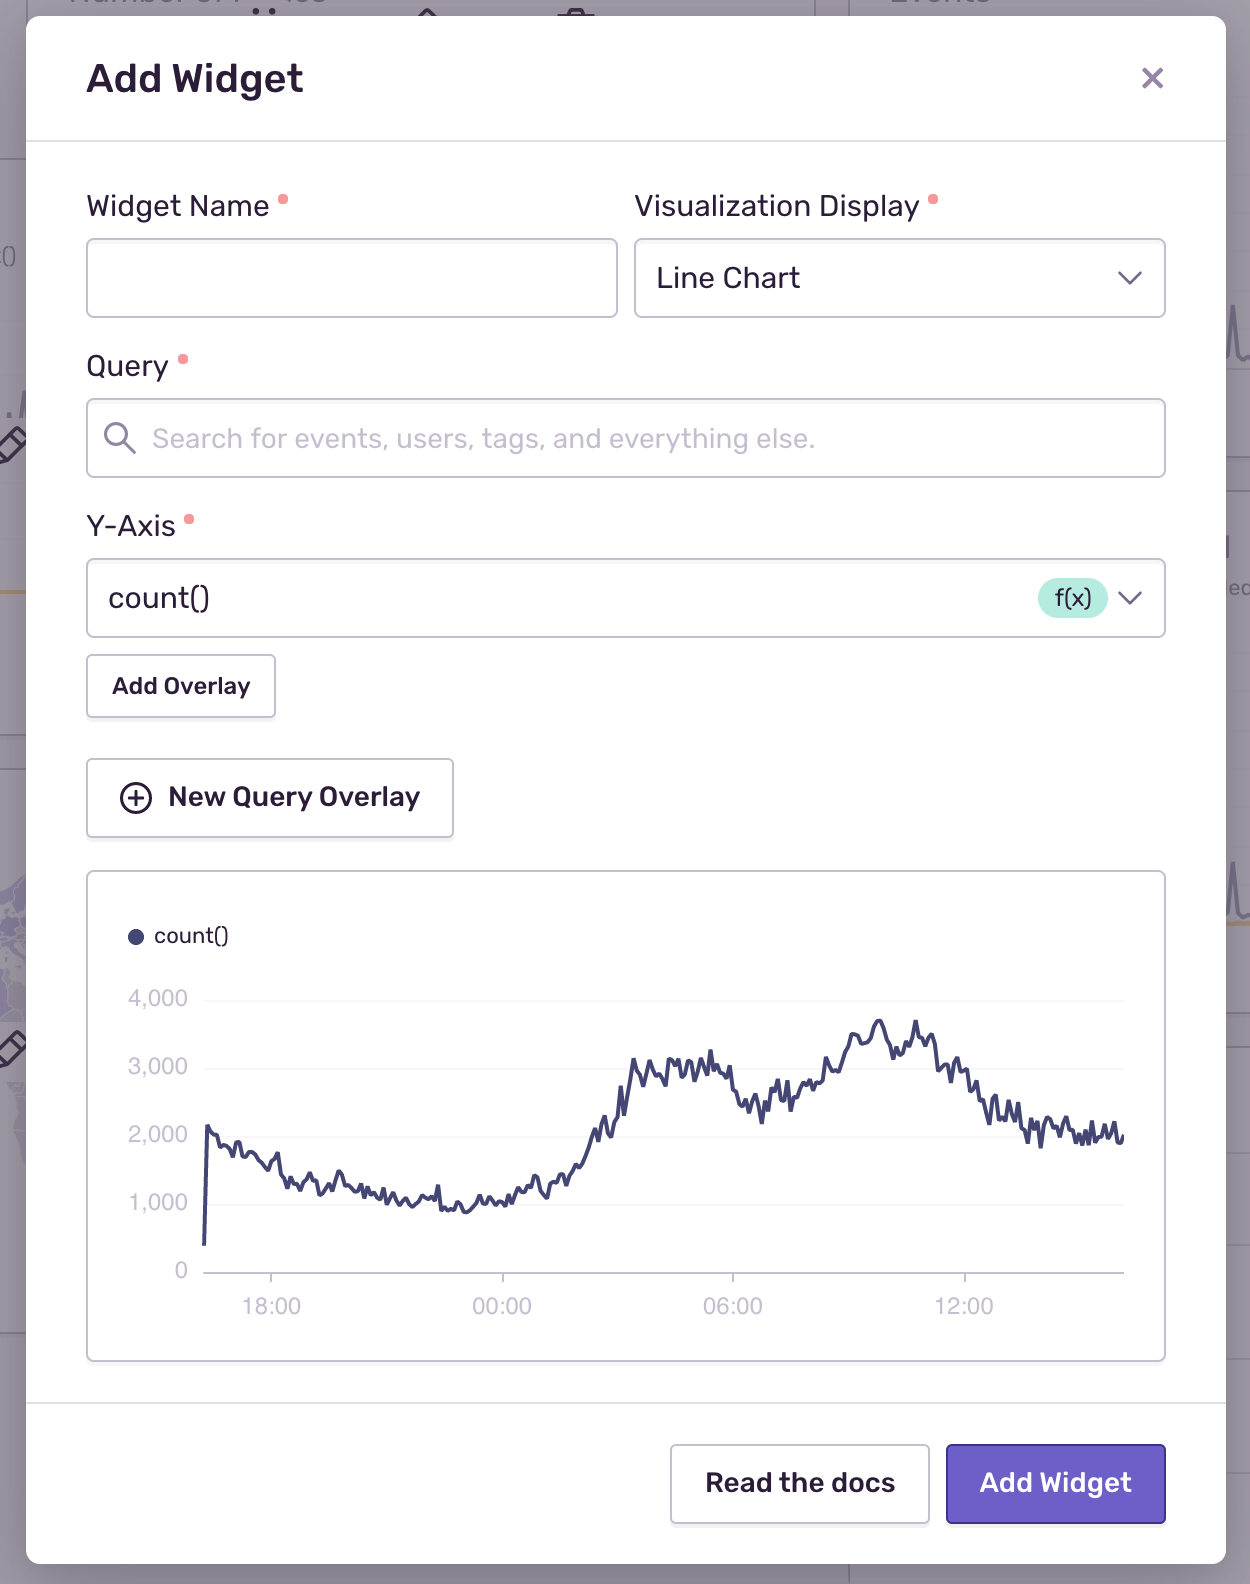 Add Widget
Widget Name
Visualization Display
Line Chart
Query
Search for events, users, tags, and everything else.
Y-Axis
count()
f(x)
Add Overlay
New Query Overlay
count()
4,000
3,000
2,000
1,000
0
18:00
00:00
06:00
12:00
Read the docs
Add Widget